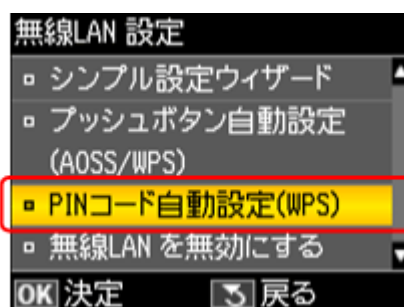 無線LAN 設定
シンプル設定ウィザード
プッシュボタン自動設定
(AOSS/WPS)
PINコード自動設定(WPS)
無線LAN を無効にする
OK 決定 戻る